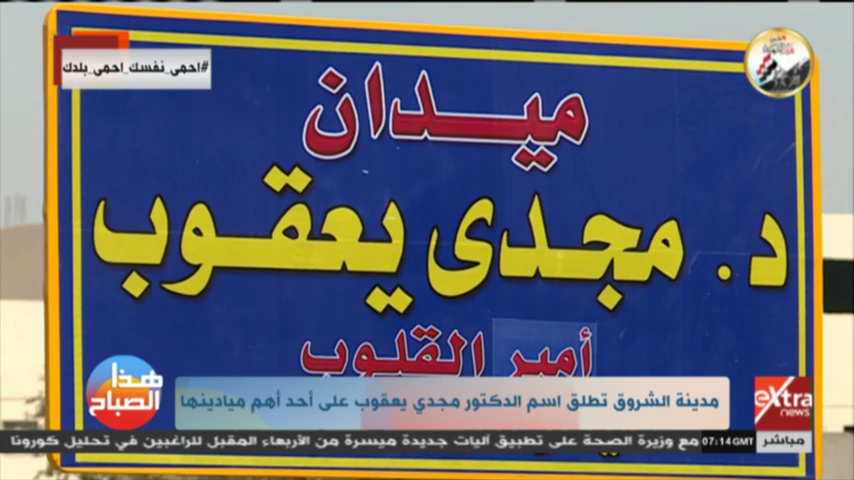 #احمى_نفسك_احمى_بلدك
ميدان
د. مجدى يعقوب
أمير القلوب
هذا الصباح
مدينة الشروق تطلق اسم الدكتور مجدي يعقوب على أحد أهم ميادينها
eXtra news
مباشر
07:14 GMT
مع وزيرة الصحة على تطبيق آليات جديدة ميسرة من الأربعاء المقبل للراغبين في تحليل كورونا